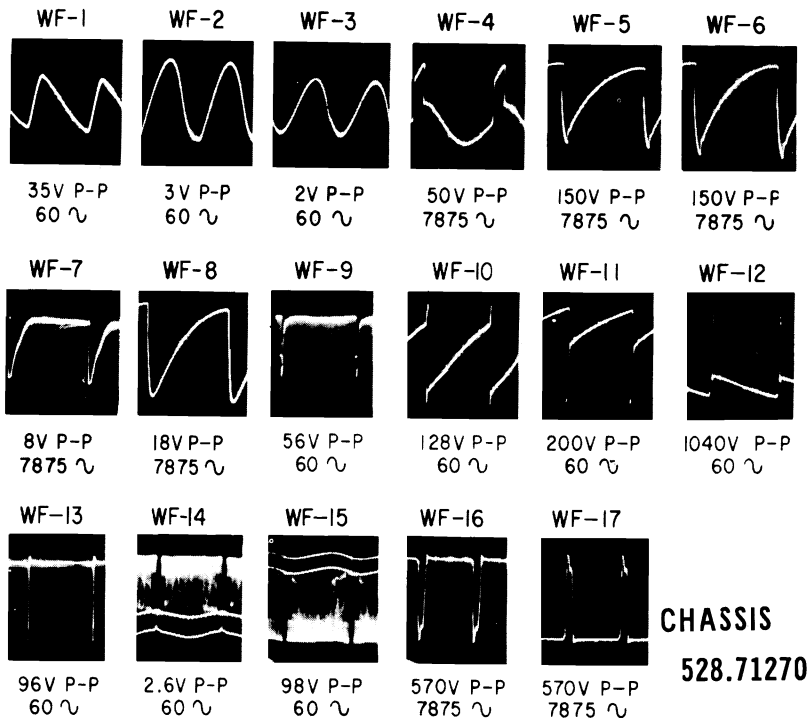 WF-1 WF-2 WF-3 WF-4 WF-5 WF-6
35V P-P 3V P-P 2V P-P 50V P-P 150V P-P 150V P-P
60 ∿ 60 ∿ 60 ∿ 7875 ∿ 7875 ∿ 7875 ∿
WF-7 WF-8 WF-9 WF-10 WF-11 WF-12
8V P-P 18V P-P 56V P-P 128V P-P 200V P-P 1040V P-P
7875 ∿ 7875 ∿ 60 ∿ 60 ∿ 60 ∿ 60 ∿
WF-13 WF-14 WF-15 WF-16 WF-17
CHASSIS
528.71270
96V P-P 2.6V P-P 98V P-P 570V P-P 570V P-P
60 ∿ 60 ∿ 60 ∿ 7875 ∿ 7875 ∿